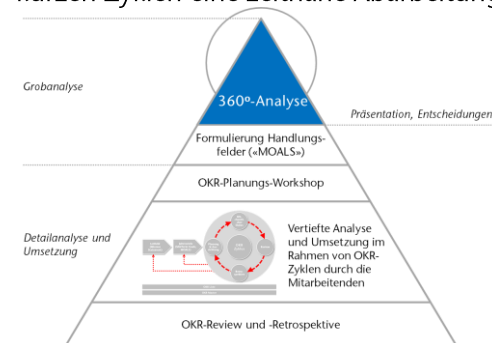 Grobanalyse
360°-Analyse
Präsentation, Entscheidungen
Formulierung Handlungs-
felder («MOALS»)
OKR-Planungs-Workshop
Detailanalyse und
Umsetzung
Vertiefte Analyse
und Umsetzung im
Rahmen von OKR-
Zyklen durch die
Mitarbeitenden
OKR-Review und -Retrospektive